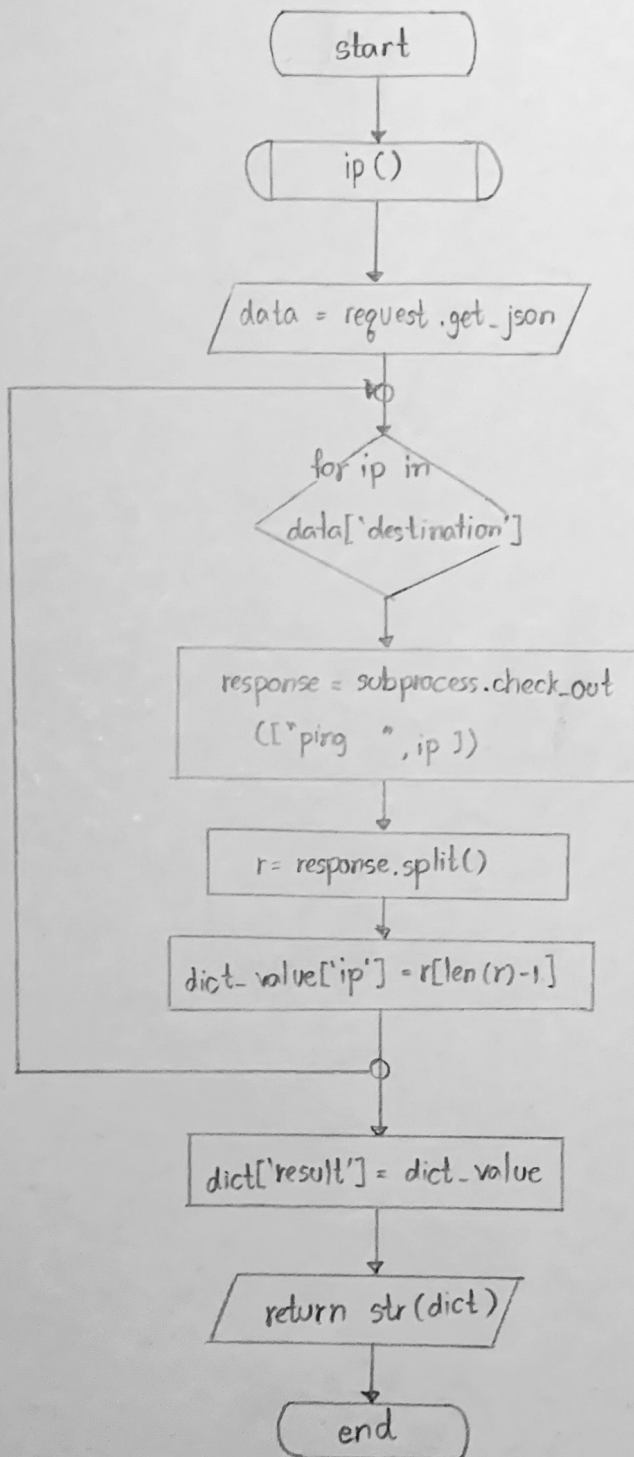 start
ip()
data = request.get_json
for ip in
data['destination']
response = subprocess.check_out
(["ping ", ip])
r= response.split()
dict_value['ip'] = r[len(r)-1]
dict['result'] = dict_value
return str(dict)
end